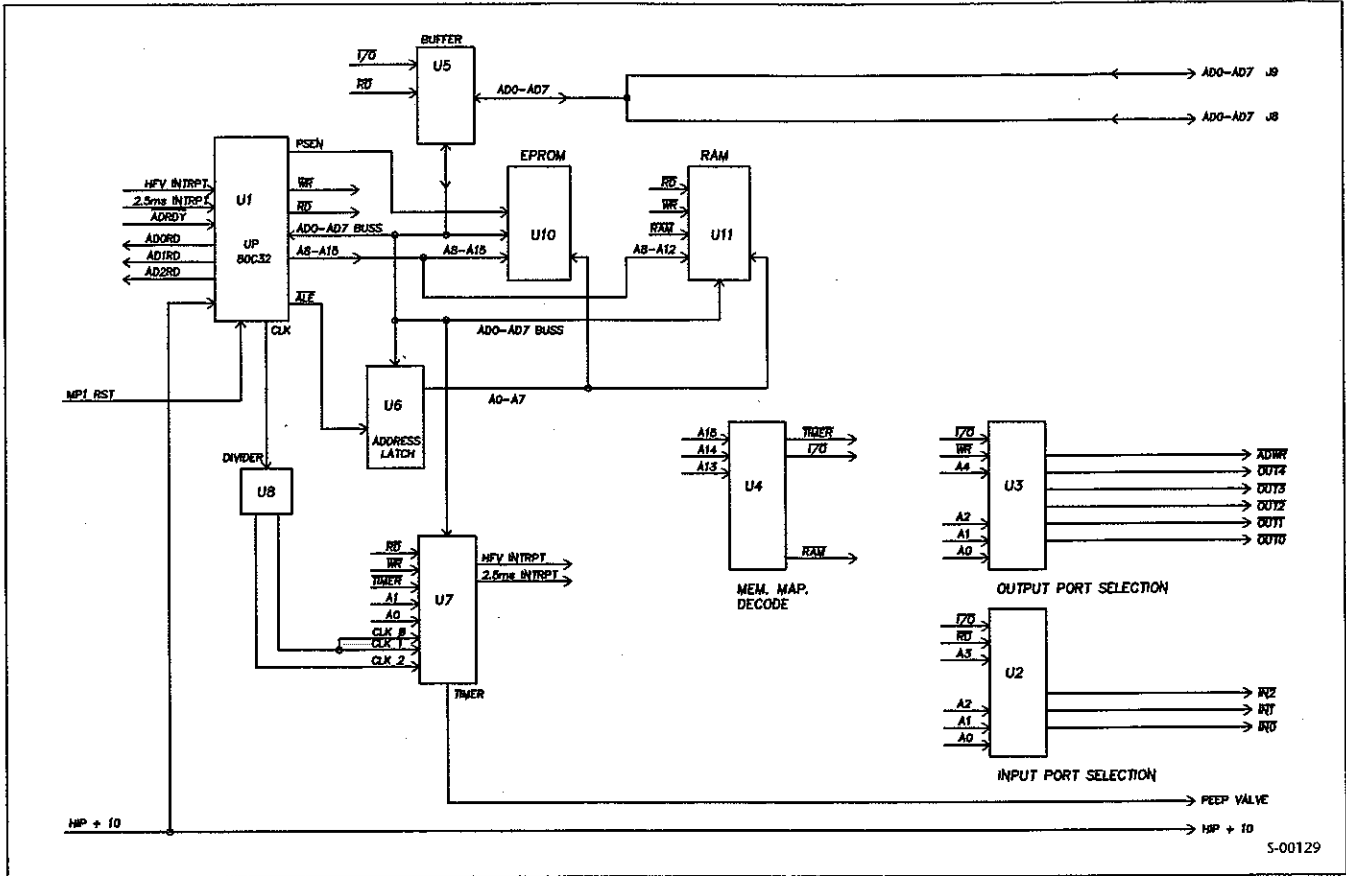 BUFFER
I/O
U5
RD
AD0-AD7
AD0-AD7 J9
AD0-AD7 J8
PSEN
EPROM
RAM
U1
UP
80C32
HFV INTRPT
2.5ms INTRPT
ADRDY
AD0RD
AD1RD
AD2RD
WR
RD
AD0-AD7 BUSS
A8-A15
A8-A15
ALE
CLK
U10
RD
WR
RAM
A8-A12
U11
AD0-AD7 BUSS
MP1 RST
U6
ADDRESS
LATCH
A0-A7
DIVIDER
U8
A15
A14
A13
U4
TIMER
I/O
RAM
MEM. MAP.
DECODE
I/O
WR
A4
A2
A1
A0
U3
ADWR
OUT4
OUT3
OUT2
OUT1
OUT0
OUTPUT PORT SELECTION
RD
WR
TIMER
A1
A0
CLK 0
CLK 1
CLK 2
U7
HFV INTRPT
2.5ms INTRPT
TIMER
I/O
RD
A3
A2
A1
A0
U2
IN2
IN1
IN0
INPUT PORT SELECTION
PEEP VALVE
HIP + 10
HIP + 10
S-00129